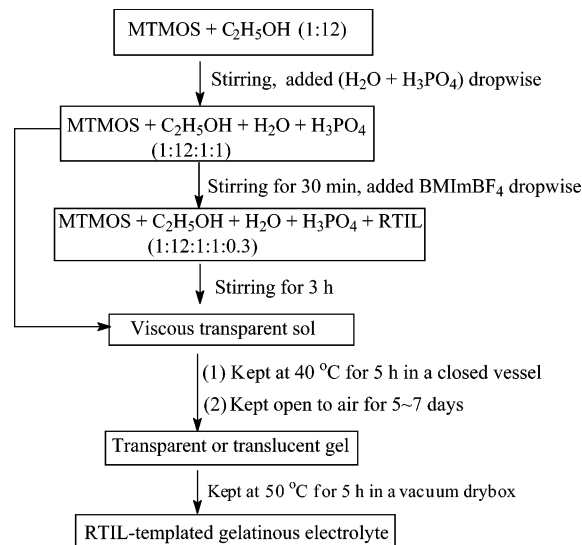 MTMOS + C₂H₅OH (1:12)
Stirring, added (H₂O + H₃PO₄) dropwise
MTMOS + C₂H₅OH + H₂O + H₃PO₄
(1:12:1:1)
Stirring for 30 min, added BMImBF₄ dropwise
MTMOS + C₂H₅OH + H₂O + H₃PO₄ + RTIL
(1:12:1:1:0.3)
Stirring for 3 h
Viscous transparent sol
(1) Kept at 40 °C for 5 h in a closed vessel
(2) Kept open to air for 5~7 days
Transparent or translucent gel
Kept at 50 °C for 5 h in a vacuum drybox
RTIL-templated gelatinous electrolyte